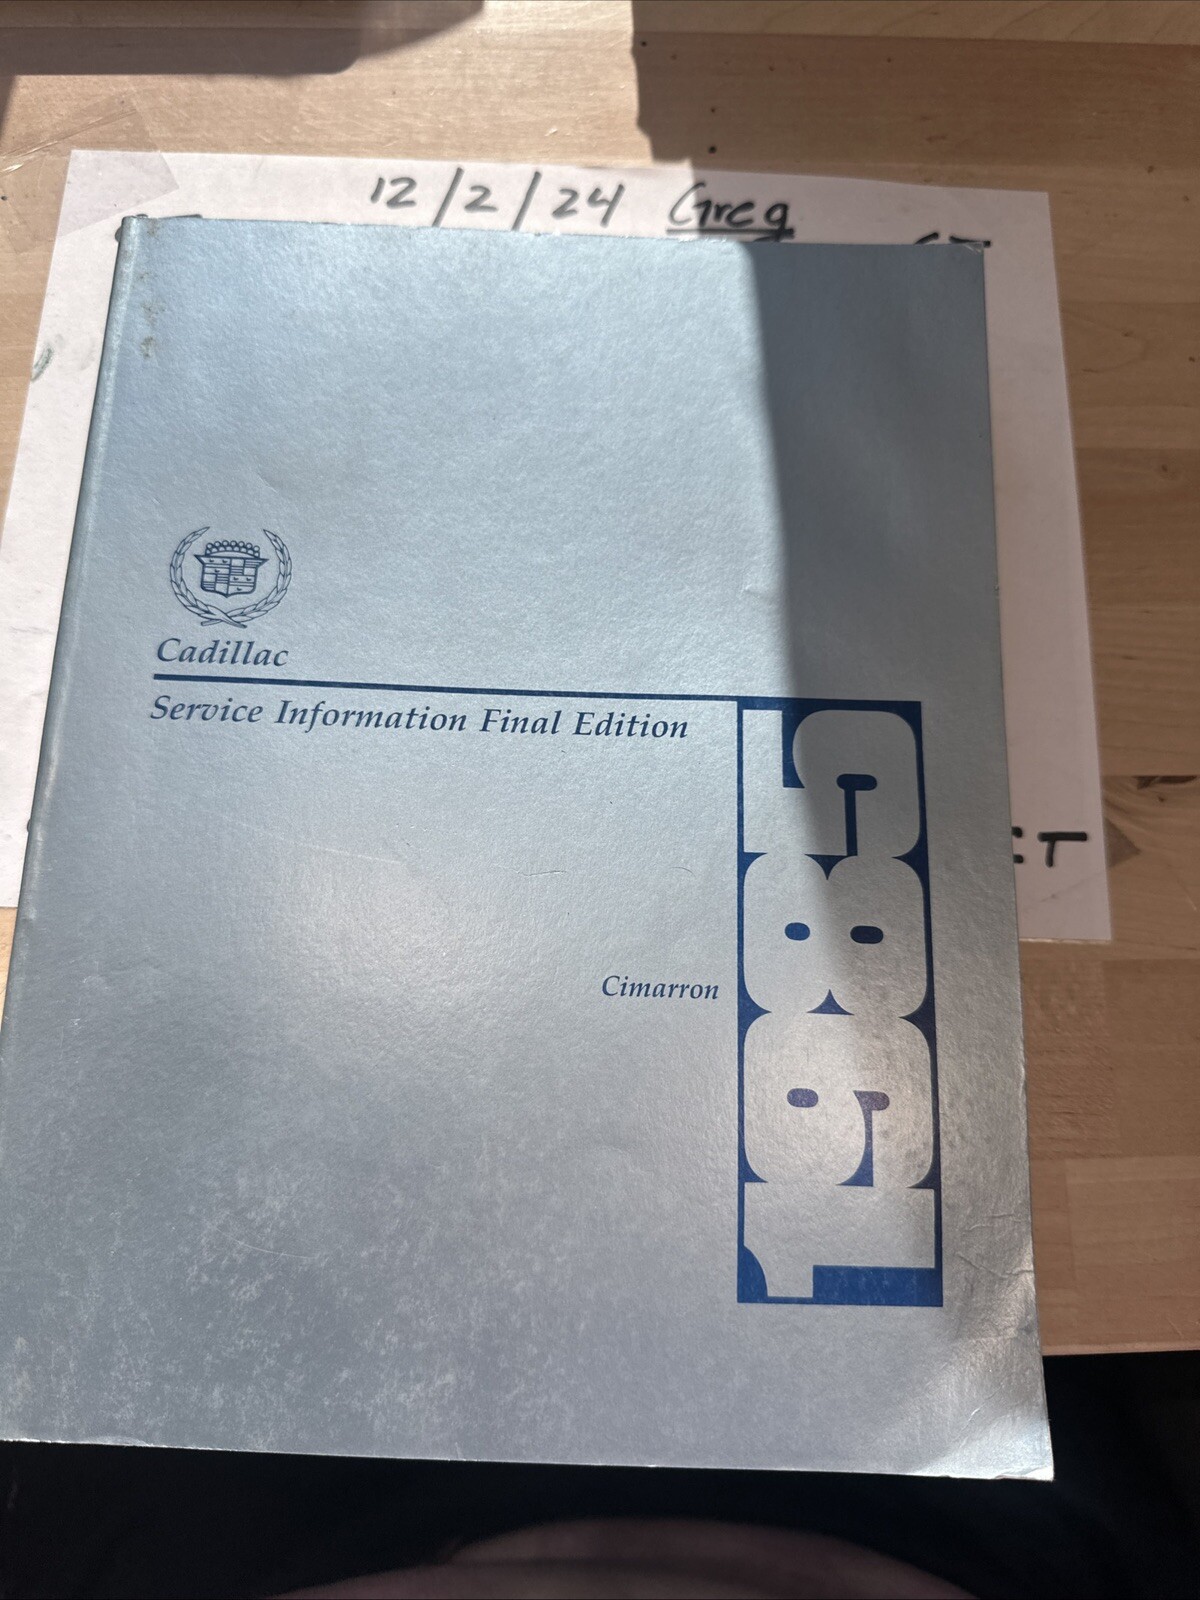 12/2/24 Greg
Cadillac
Service Information Final Edition
Cimarron
1985